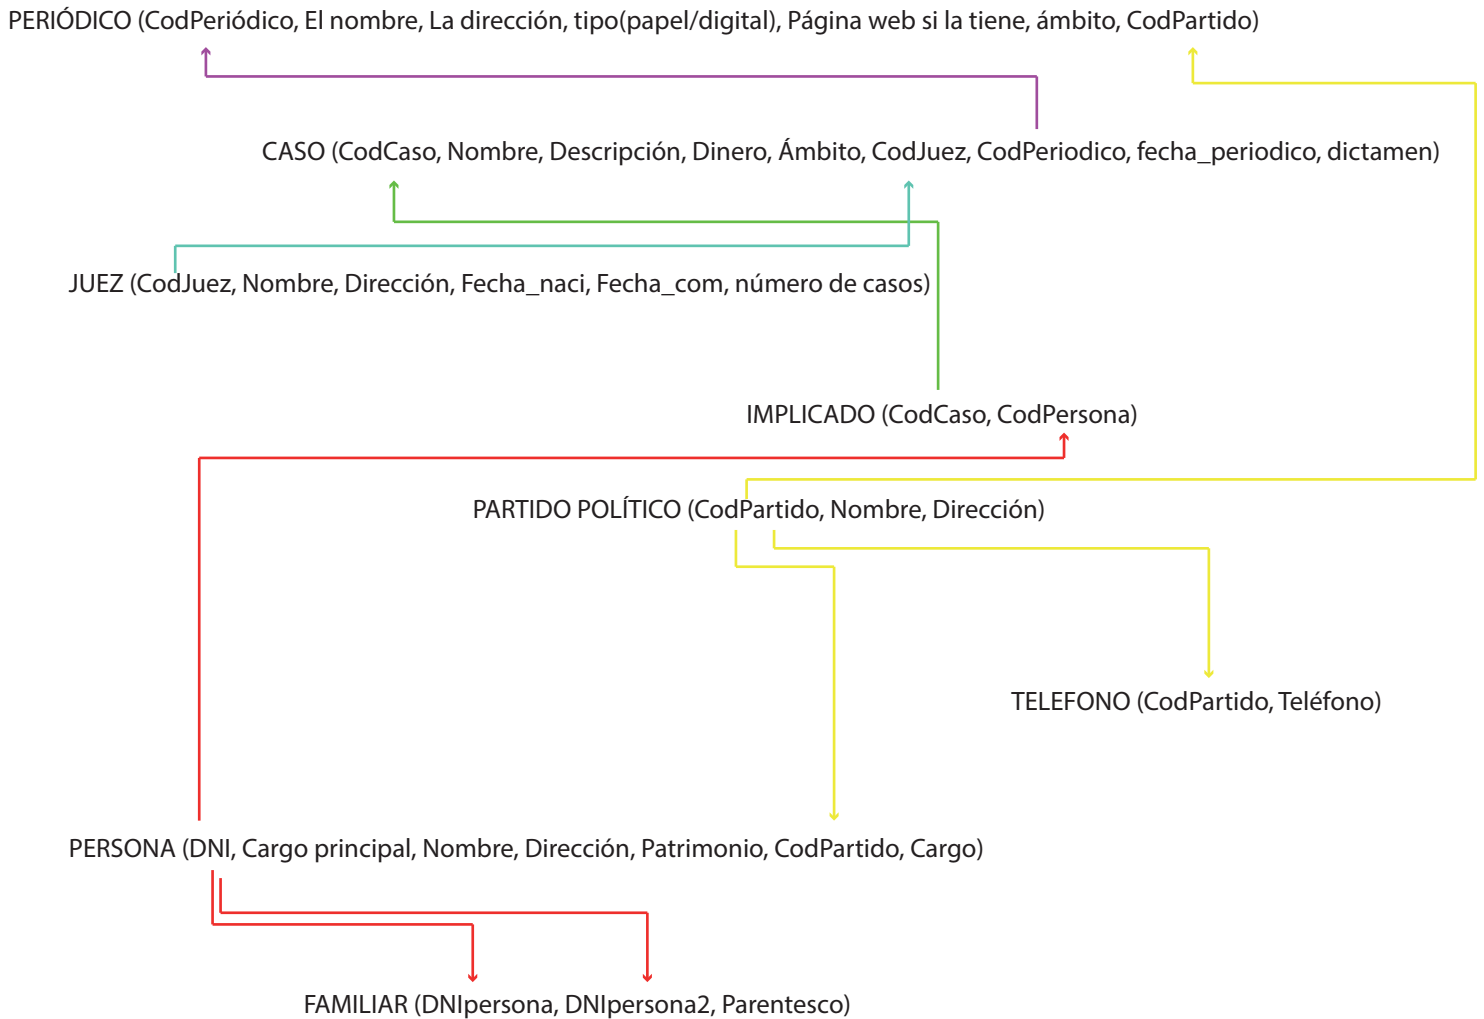 PERIÓDICO (CodPeriódico, El nombre, La dirección, tipo(papel/digital), Página web si la tiene, ámbito, CodPartido)
CASO (CodCaso, Nombre, Descripción, Dinero, Ámbito, CodJuez, CodPeriodico, fecha_periodico, dictamen)
JUEZ (CodJuez, Nombre, Dirección, Fecha_naci, Fecha_com, número de casos)
IMPLICADO (CodCaso, CodPersona)
PARTIDO POLÍTICO (CodPartido, Nombre, Dirección)
TELEFONO (CodPartido, Teléfono)
PERSONA (DNI, Cargo principal, Nombre, Dirección, Patrimonio, CodPartido, Cargo)
FAMILIAR (DNIpersona, DNIpersona2, Parentesco)